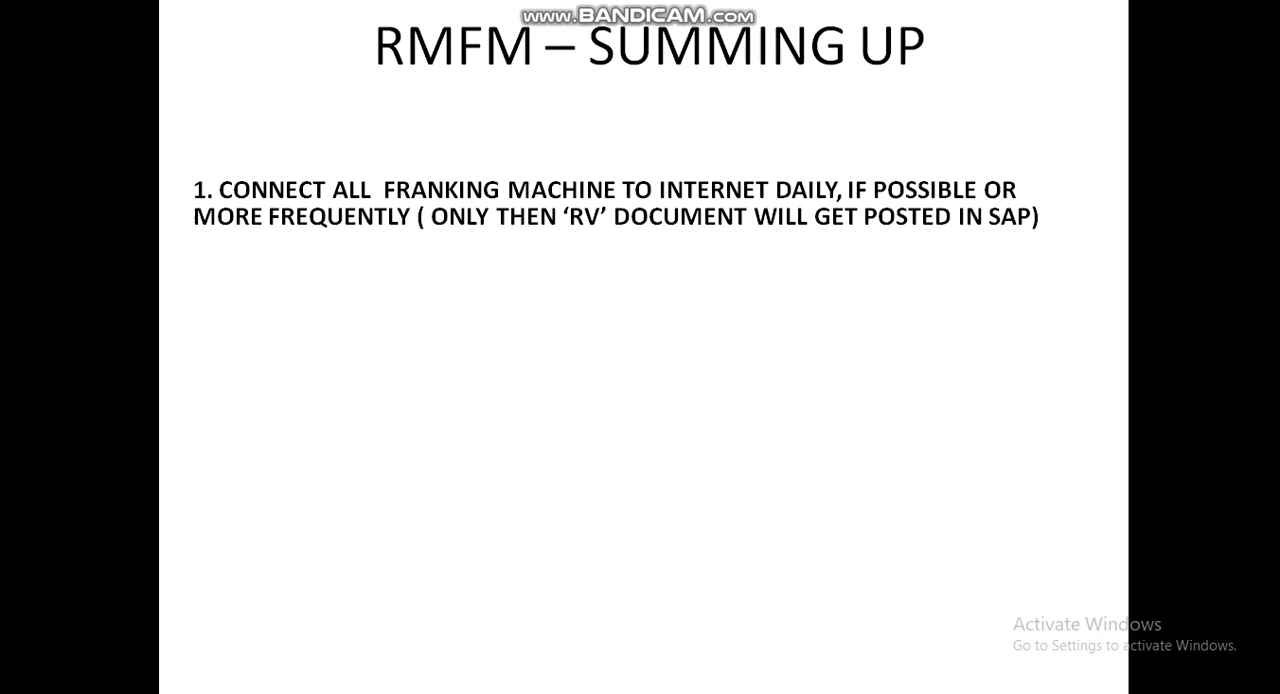 www.BANDICAM.com
RMFM – SUMMING UP
1. CONNECT ALL  FRANKING MACHINE TO INTERNET DAILY, IF POSSIBLE OR
MORE FREQUENTLY ( ONLY THEN ‘RV’ DOCUMENT WILL GET POSTED IN SAP)
Activate Windows
Go to Settings to activate Windows.